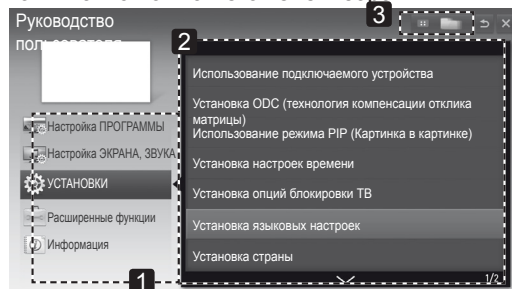 Руководство
пользователя
3
2
Использование подключаемого устройства
Установка ODC (технология компенсации отклика
матрицы)
Использование режима PIP (Картинка в картинке)
Установка настроек времени
Установка опций блокировки ТВ
Установка языковых настроек
Установка страны
1/2
Настройка ПРОГРАММЫ
Настройка ЭКРАНА, ЗВУКА
УСТАНОВКИ
Расширенные функции
Информация
1